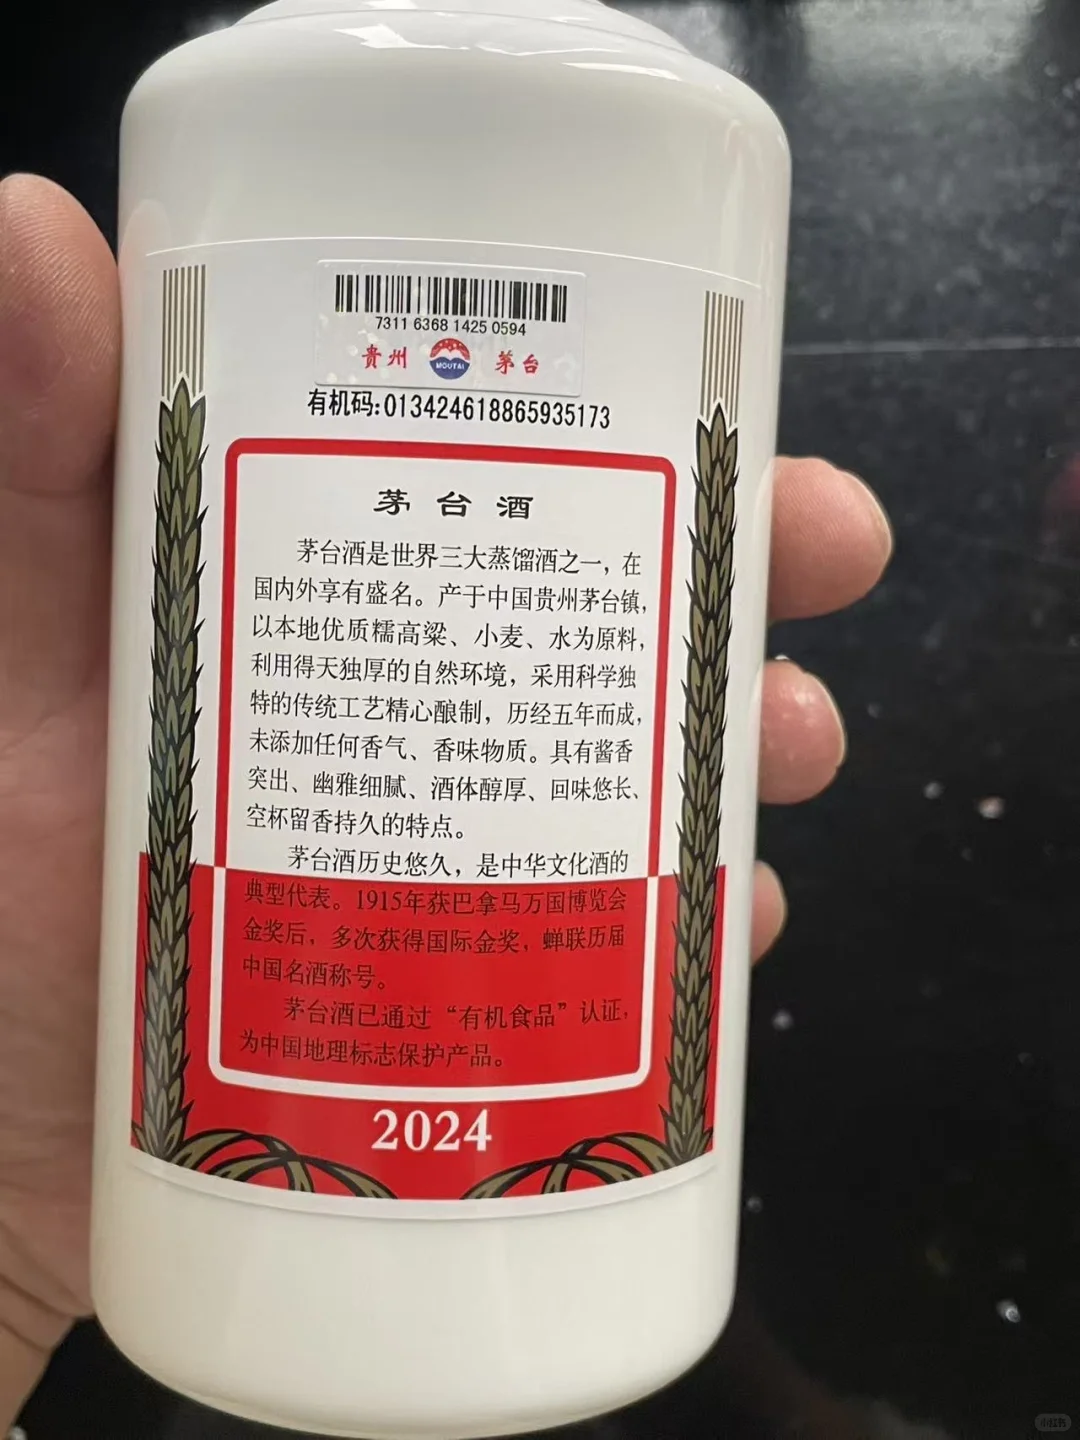 7311 6368 1425 0594
贵州 MOUTAI 茅台
有机码:013424618865935173
茅台酒
茅台酒是世界三大蒸馏酒之一，在
国内外享有盛名。产于中国贵州茅台镇，
以本地优质糯高粱、小麦、水为原料，
利用得天独厚的自然环境，采用科学独
特的传统工艺精心酿制，历经五年而成，
未添加任何香气、香味物质。具有酱香
突出、幽雅细腻、酒体醇厚、回味悠长、
空杯留香持久的特点。
茅台酒历史悠久，是中华文化酒的
典型代表。1915年获巴拿马万国博览会
金奖后，多次获得国际金奖，蝉联历届
中国名酒称号。
茅台酒已通过“有机食品”认证，
为中国地理标志保护产品。
2024
小红书